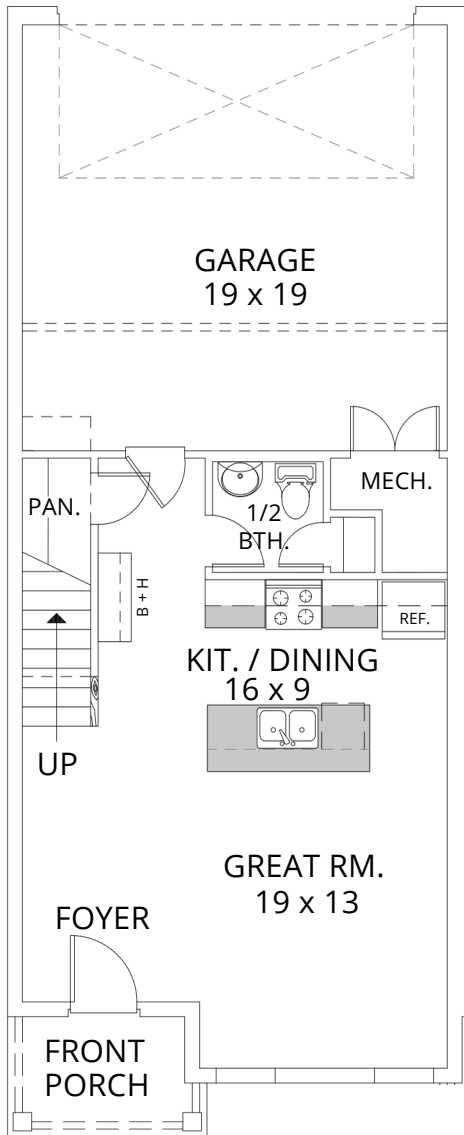 GARAGE
19 x 19
MECH.
PAN.
1/2
BTH.
B + H
REF.
KIT. / DINING
16 x 9
UP
GREAT RM.
19 x 13
FOYER
FRONT
PORCH